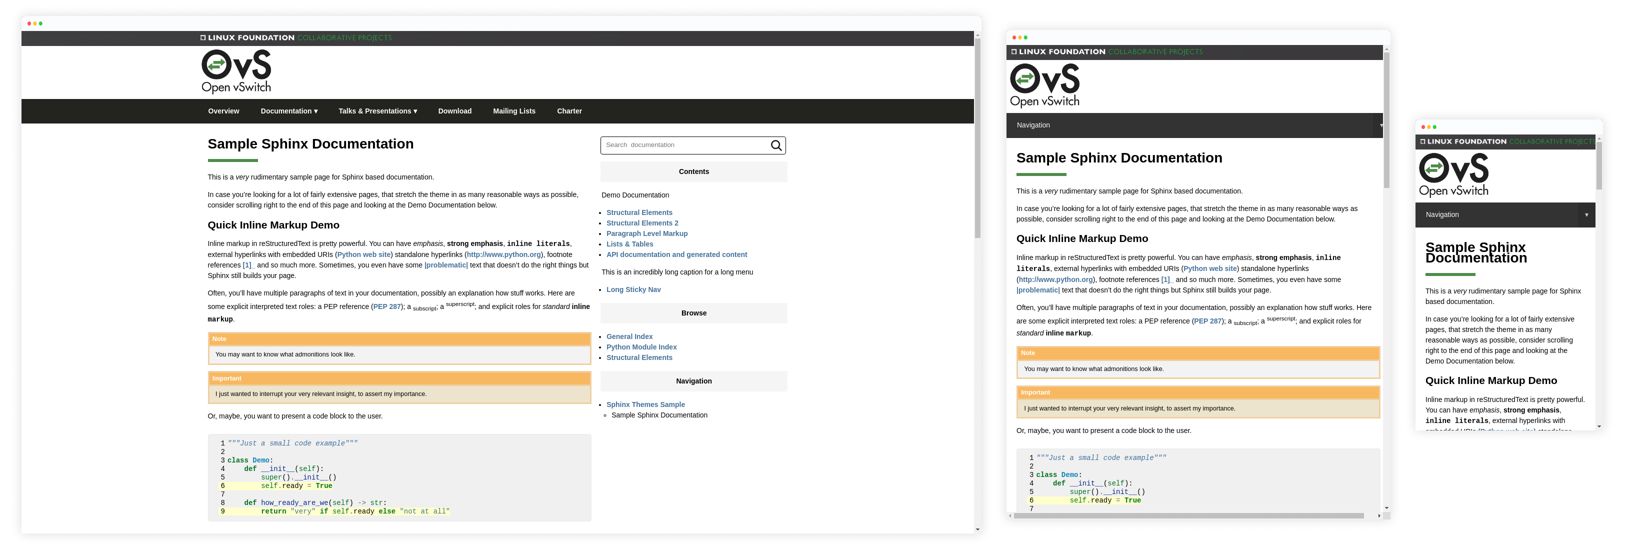 LINUX FOUNDATION COLLABORATIVE PROJECTS
OvS
Open vSwitch
Overview Documentation ▾ Talks & Presentations ▾ Download Mailing Lists Charter
Sample Sphinx Documentation
This is a very rudimentary sample page for Sphinx based documentation.
In case you're looking for a lot of fairly extensive pages, that stretch the theme in as many reasonable ways as possible,
consider scrolling right to the end of this page and looking at the Demo Documentation below.
Quick Inline Markup Demo
Inline markup in reStructuredText is pretty powerful. You can have emphasis, strong emphasis, inline literals,
external hyperlinks with embedded URIs (Python web site) standalone hyperlinks (http://www.python.org), footnote
references [1]_ and so much more. Sometimes, you even have some |problematic| text that doesn't do the right things but
Sphinx still builds your page.
Often, you'll have multiple paragraphs of text in your documentation, possibly an explanation how stuff works. Here are
some explicit interpreted text roles: a PEP reference (PEP 287); a subscript; a superscript; and explicit roles for standard inline
markup.
Note
You may want to know what admonitions look like.
Important
I just wanted to interrupt your very relevant insight, to assert my importance.
Or, maybe, you want to present a code block to the user.
1 """Just a small code example"""
2
3 class Demo:
4     def __init__(self):
5         super().__init__()
6         self.ready = True
7
8     def how_ready_are_we(self) -> str:
9         return "very" if self.ready else "not at all"
Search documentation
Contents
Demo Documentation
Structural Elements
Structural Elements 2
Paragraph Level Markup
Lists & Tables
API documentation and generated content
This is an incredibly long caption for a long menu
Long Sticky Nav
Browse
General Index
Python Module Index
Structural Elements
Navigation
Sphinx Themes Sample
Sample Sphinx Documentation
LINUX FOUNDATION COLLABORATIVE PROJECTS
OvS
Open vSwitch
Navigation ▾
Sample Sphinx Documentation
This is a very rudimentary sample page for Sphinx based documentation.
In case you're looking for a lot of fairly extensive pages, that stretch the theme in as many reasonable ways as
possible, consider scrolling right to the end of this page and looking at the Demo Documentation below.
Quick Inline Markup Demo
Inline markup in reStructuredText is pretty powerful. You can have emphasis, strong emphasis, inline
literals, external hyperlinks with embedded URIs (Python web site) standalone hyperlinks
(http://www.python.org), footnote references [1]_ and so much more. Sometimes, you even have some
|problematic| text that doesn't do the right things but Sphinx still builds your page.
Often, you'll have multiple paragraphs of text in your documentation, possibly an explanation how stuff works. Here
are some explicit interpreted text roles: a PEP reference (PEP 287); a subscript; a superscript; and explicit roles for
standard inline markup.
Note
You may want to know what admonitions look like.
Important
I just wanted to interrupt your very relevant insight, to assert my importance.
Or, maybe, you want to present a code block to the user.
1 """Just a small code example"""
2
3 class Demo:
4     def __init__(self):
5         super().__init__()
6         self.ready = True
7
LINUX FOUNDATION COLLABORATIVE PROJECTS
OvS
Open vSwitch
Navigation ▾
Sample Sphinx
Documentation
This is a very rudimentary sample page for Sphinx
based documentation.
In case you're looking for a lot of fairly extensive
pages, that stretch the theme in as many
reasonable ways as possible, consider scrolling
right to the end of this page and looking at the
Demo Documentation below.
Quick Inline Markup Demo
Inline markup in reStructuredText is pretty powerful.
You can have emphasis, strong emphasis,
inline literals, external hyperlinks with
embedded URIs (Python web site) standalone